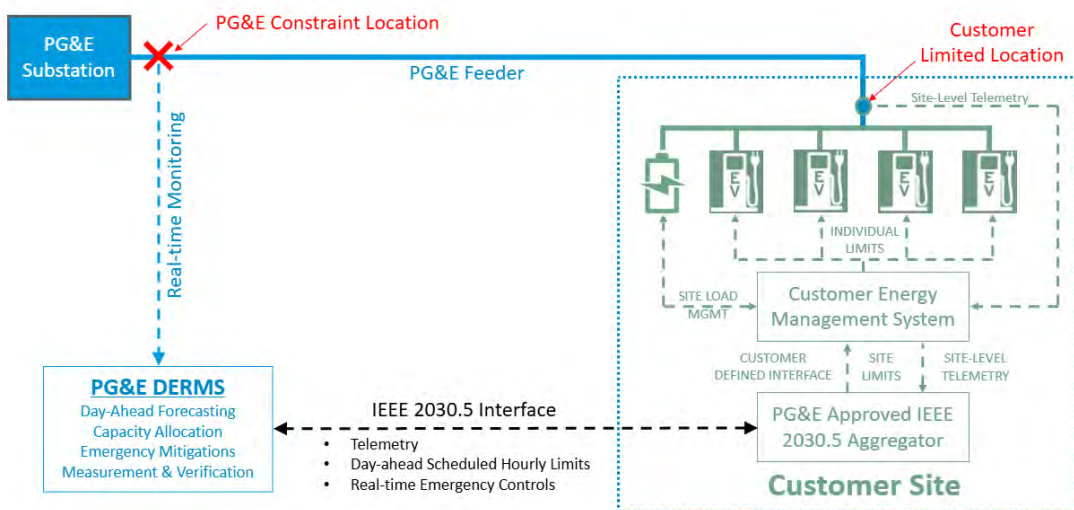 PG&E
Substation
PG&E Constraint Location
PG&E Feeder
Customer
Limited Location
Site-Level Telemetry
Real-time Monitoring
E
V
E
V
E
V
E
V
INDIVIDUAL
LIMITS
SITE LOAD
MGMT
Customer Energy
Management System
CUSTOMER
DEFINED INTERFACE
SITE
LIMITS
SITE-LEVEL
TELEMETRY
PG&E DERMS
Day-Ahead Forecasting
Capacity Allocation
Emergency Mitigations
Measurement & Verification
IEEE 2030.5 Interface
• Telemetry
• Day-ahead Scheduled Hourly Limits
• Real-time Emergency Controls
PG&E Approved IEEE
2030.5 Aggregator
Customer Site